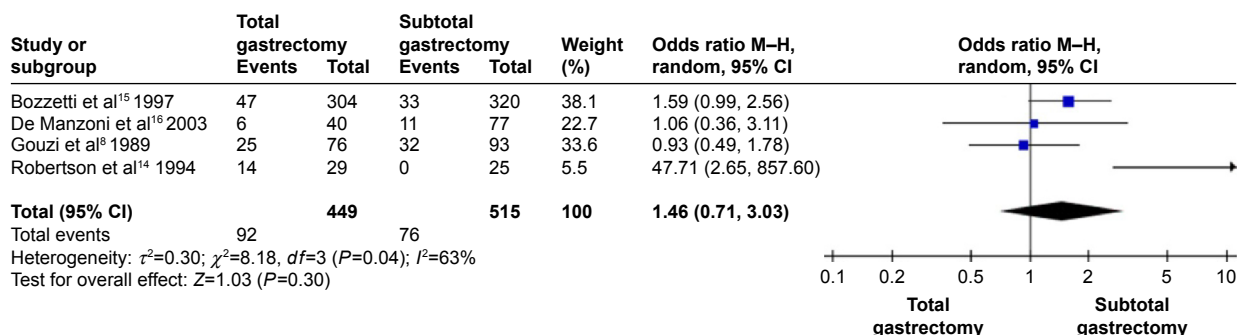 Total Subtotal
Study or gastrectomy gastrectomy Weight Odds ratio M–H, Odds ratio M–H,
subgroup Events Total Events Total (%) random, 95% CI random, 95% CI
Bozzetti et al¹⁵ 1997 47 304 33 320 38.1 1.59 (0.99, 2.56)
De Manzoni et al¹⁶ 2003 6 40 11 77 22.7 1.06 (0.36, 3.11)
Gouzi et al⁸ 1989 25 76 32 93 33.6 0.93 (0.49, 1.78)
Robertson et al¹⁴ 1994 14 29 0 25 5.5 47.71 (2.65, 857.60)
Total (95% CI) 449 515 100 1.46 (0.71, 3.03)
Total events 92 76
Heterogeneity: τ²=0.30; χ²=8.18, df=3 (P=0.04); I²=63%
Test for overall effect: Z=1.03 (P=0.30)
0.1 0.2 0.5 1 2 5 10
Total Subtotal
gastrectomy gastrectomy